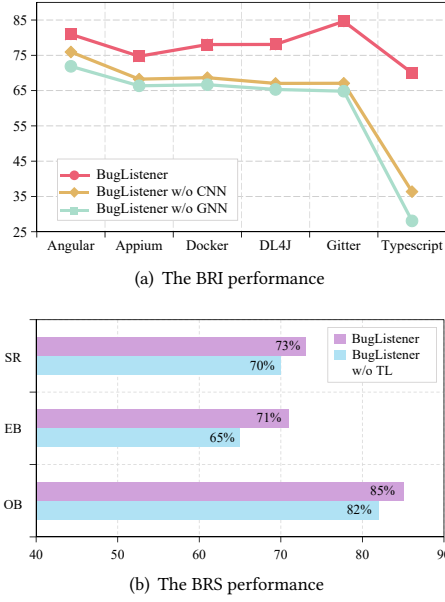 85
75
65
55
45
35
25
BugListener
BugListener w/o CNN
BugListener w/o GNN
Angular Appium Docker DL4J Gitter Typescript
(a) The BRI performance
BugListener
BugListener
w/o TL
SR
73%
70%
EB
71%
65%
OB
85%
82%
40 50 60 70 80 90
(b) The BRS performance